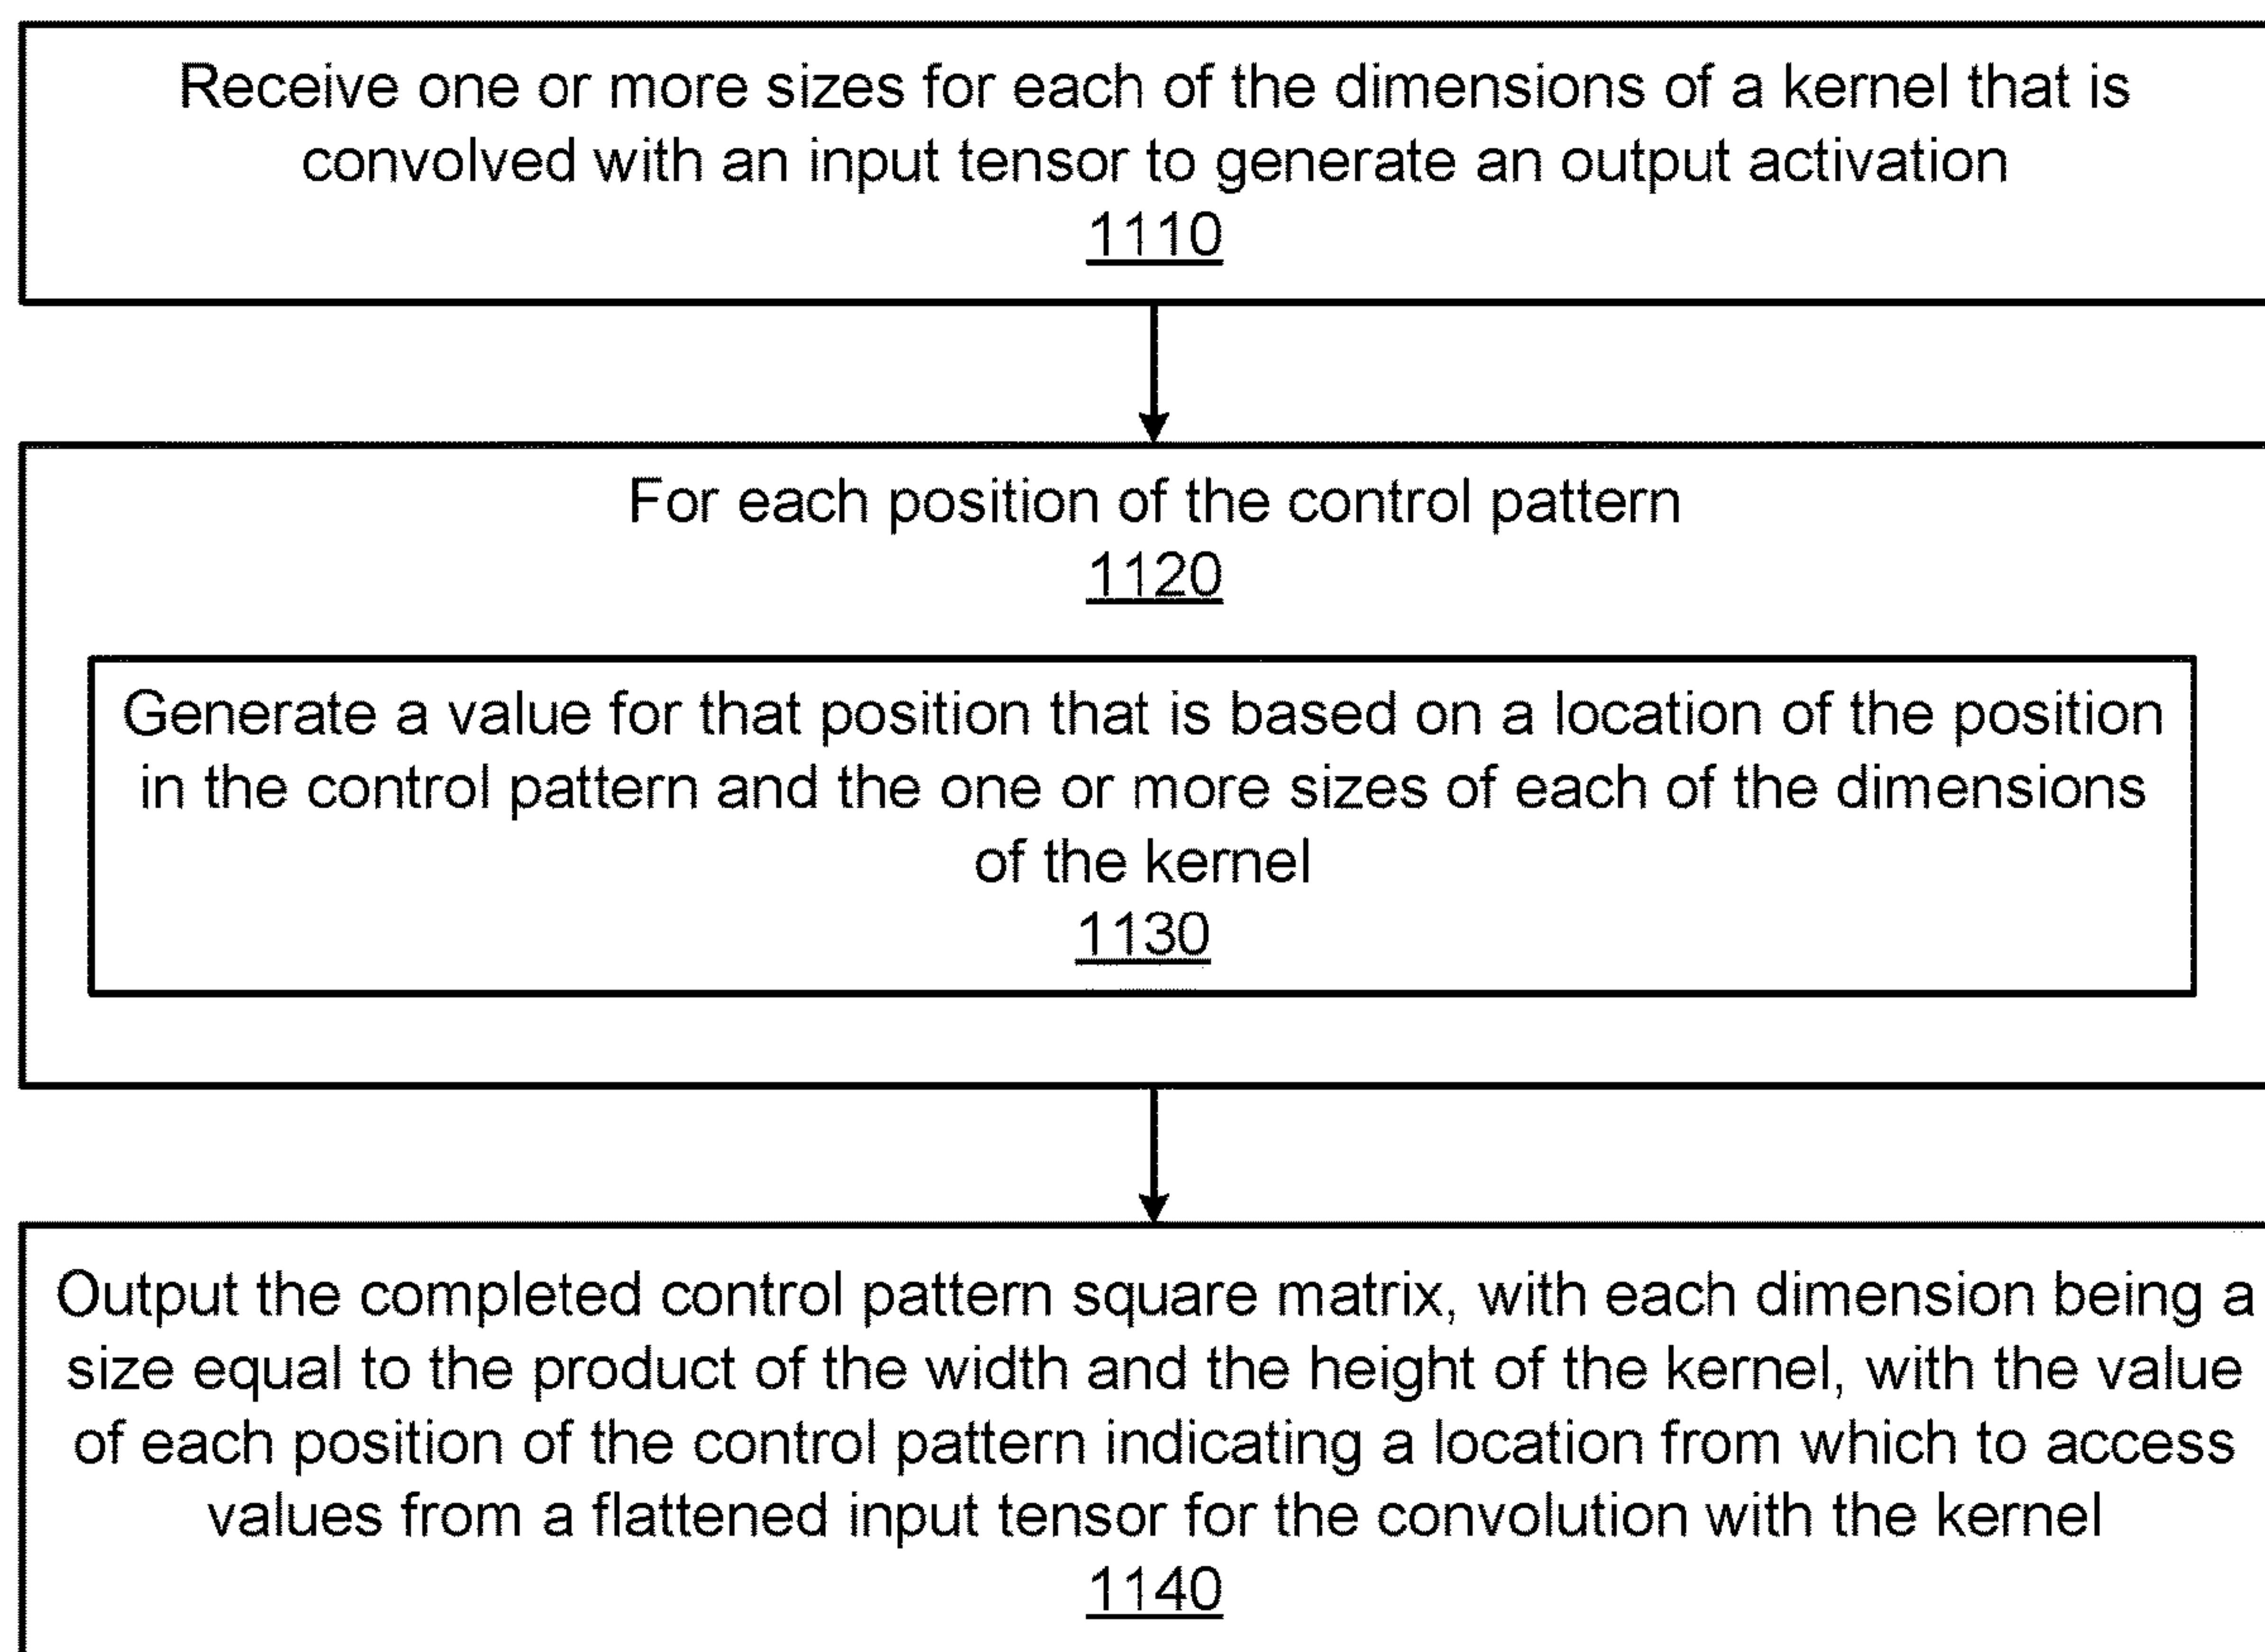 Receive one or more sizes for each of the dimensions of a kernel that is
convolved with an input tensor to generate an output activation
1110
For each position of the control pattern
1120
Generate a value for that position that is based on a location of the position
in the control pattern and the one or more sizes of each of the dimensions
of the kernel
1130
Output the completed control pattern square matrix, with each dimension being a
size equal to the product of the width and the height of the kernel, with the value
of each position of the control pattern indicating a location from which to access
values from a flattened input tensor for the convolution with the kernel
1140